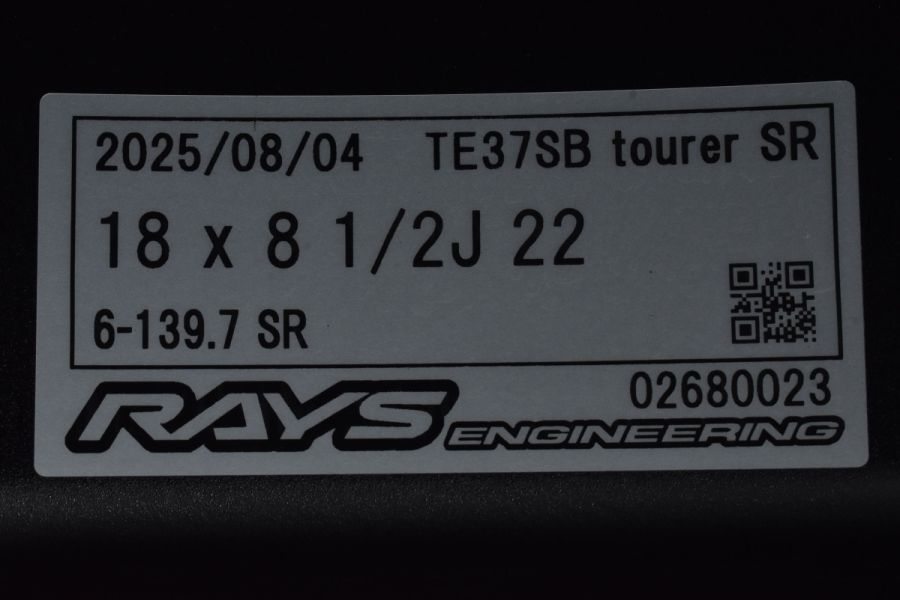 2025/08/04 TE37SB tourer SR
18 x 8 1/2J 22
6-139.7 SR
02680023
RAYS ENGINEERING